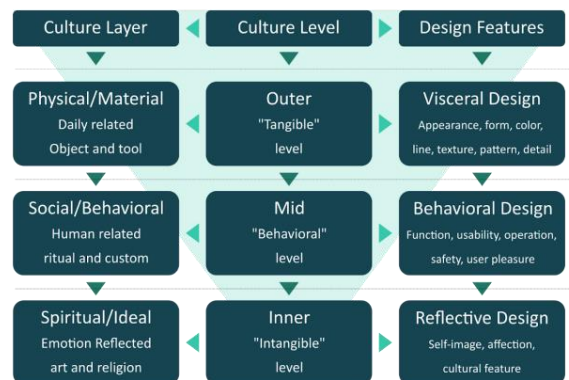 Culture Layer
Culture Level
Design Features
Physical/Material
Daily related
Object and tool
Outer
"Tangible"
level
Visceral Design
Appearance, form, color,
line, texture, pattern, detail
Social/Behavioral
Human related
ritual and custom
Mid
"Behavioral"
level
Behavioral Design
Function, usability, operation,
safety, user pleasure
Spiritual/Ideal
Emotion Reflected
art and religion
Inner
"Intangible"
level
Reflective Design
Self-image, affection,
cultural feature